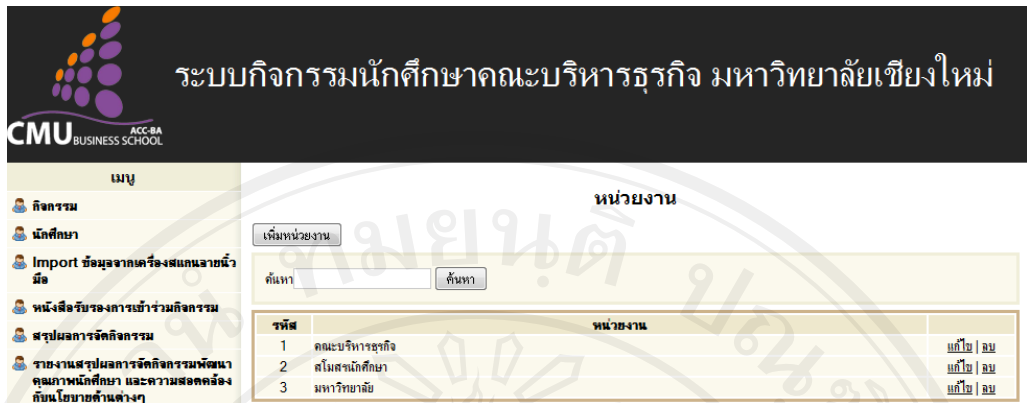 ระบบกิจกรรมนักศึกษาคณะบริหารธุรกิจ มหาวิทยาลัยเชียงใหม่
CMU BUSINESS SCHOOL ACC-BA
เมนู
กิจกรรม
นักศึกษา
Import ข้อมูลจากเครื่องสแกนลายนิ้ว
มือ
หนังสือรับรองการเข้าร่วมกิจกรรม
สรุปผลการจัดกิจกรรม
รายงานสรุปผลการจัดกิจกรรมพัฒนา
คุณภาพนักศึกษา และความสอดคล้อง
กับนโยบายด้านต่างๆ
หน่วยงาน
เพิ่มหน่วยงาน
ค้นหา ค้นหา
รหัส หน่วยงาน
1 คณะบริหารธุรกิจ แก้ไข | ลบ
2 สโมสรนักศึกษา แก้ไข | ลบ
3 มหาวิทยาลัย แก้ไข | ลบ